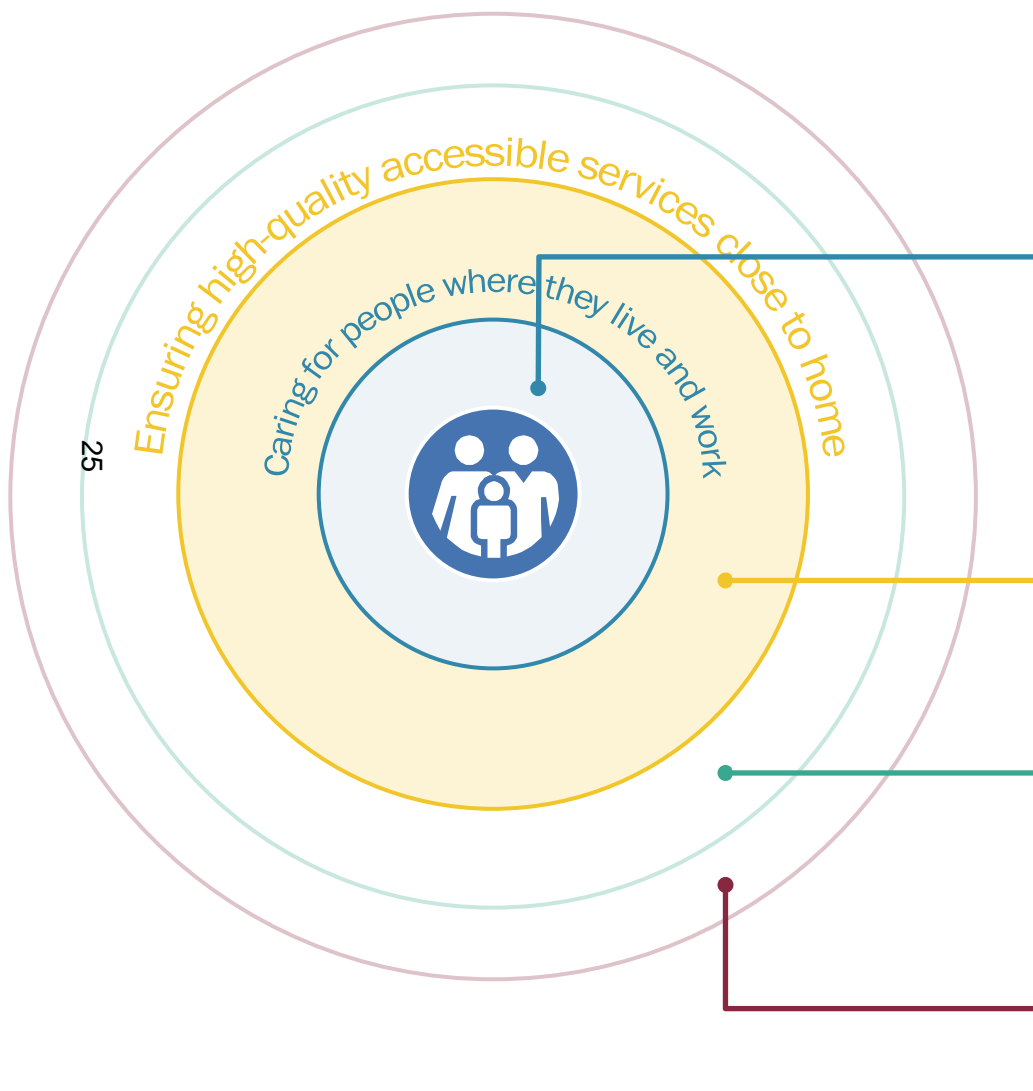 Ensuring high-quality accessible services close to home
Caring for people where they live and work
25